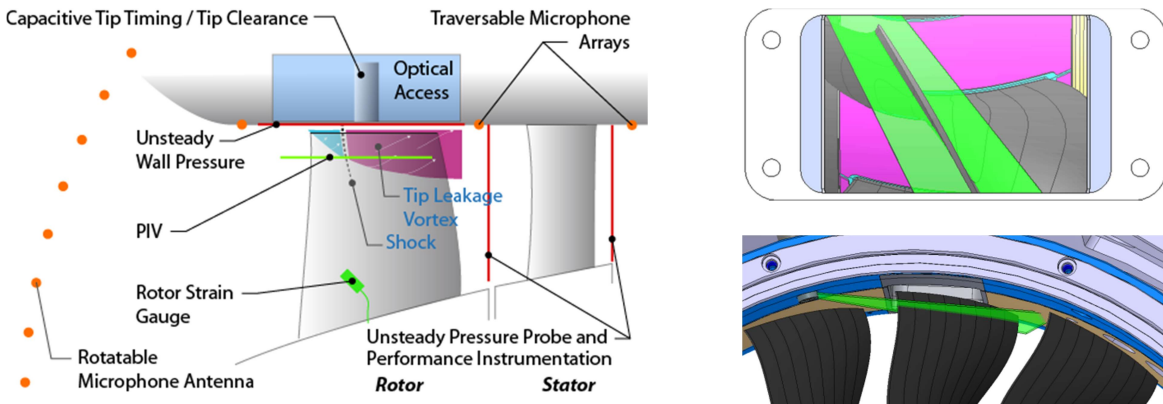 Capacitive Tip Timing / Tip Clearance
Traversable Microphone
Arrays
Optical
Access
Unsteady
Wall Pressure
Tip Leakage
Vortex
PIV
Shock
Rotor Strain
Gauge
Unsteady Pressure Probe and
Performance Instrumentation
Rotatable
Microphone Antenna
Rotor
Stator